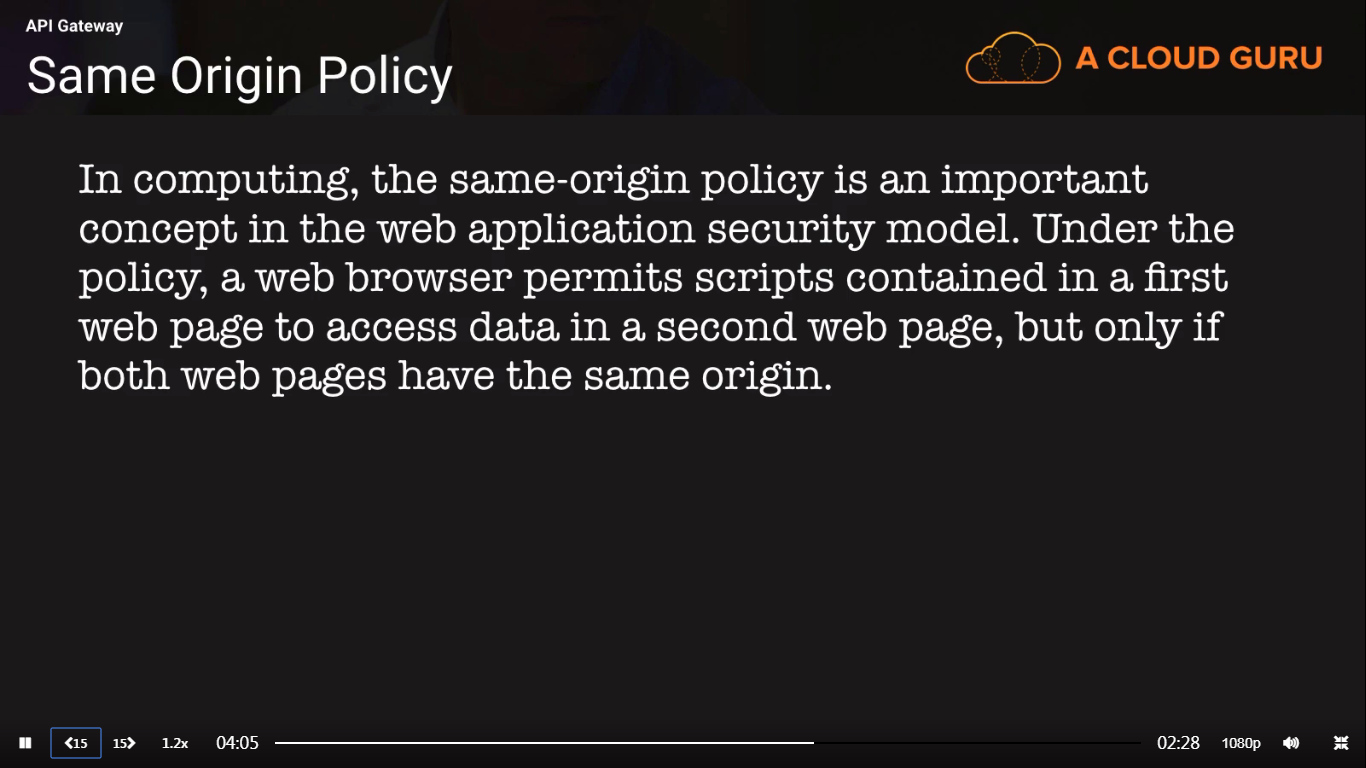 API Gateway
Same Origin Policy
A CLOUD GURU
In computing, the same-origin policy is an important
concept in the web application security model. Under the
policy, a web browser permits scripts contained in a first
web page to access data in a second web page, but only if
both web pages have the same origin.
15 15 1.2x 04:05 02:28 1080p